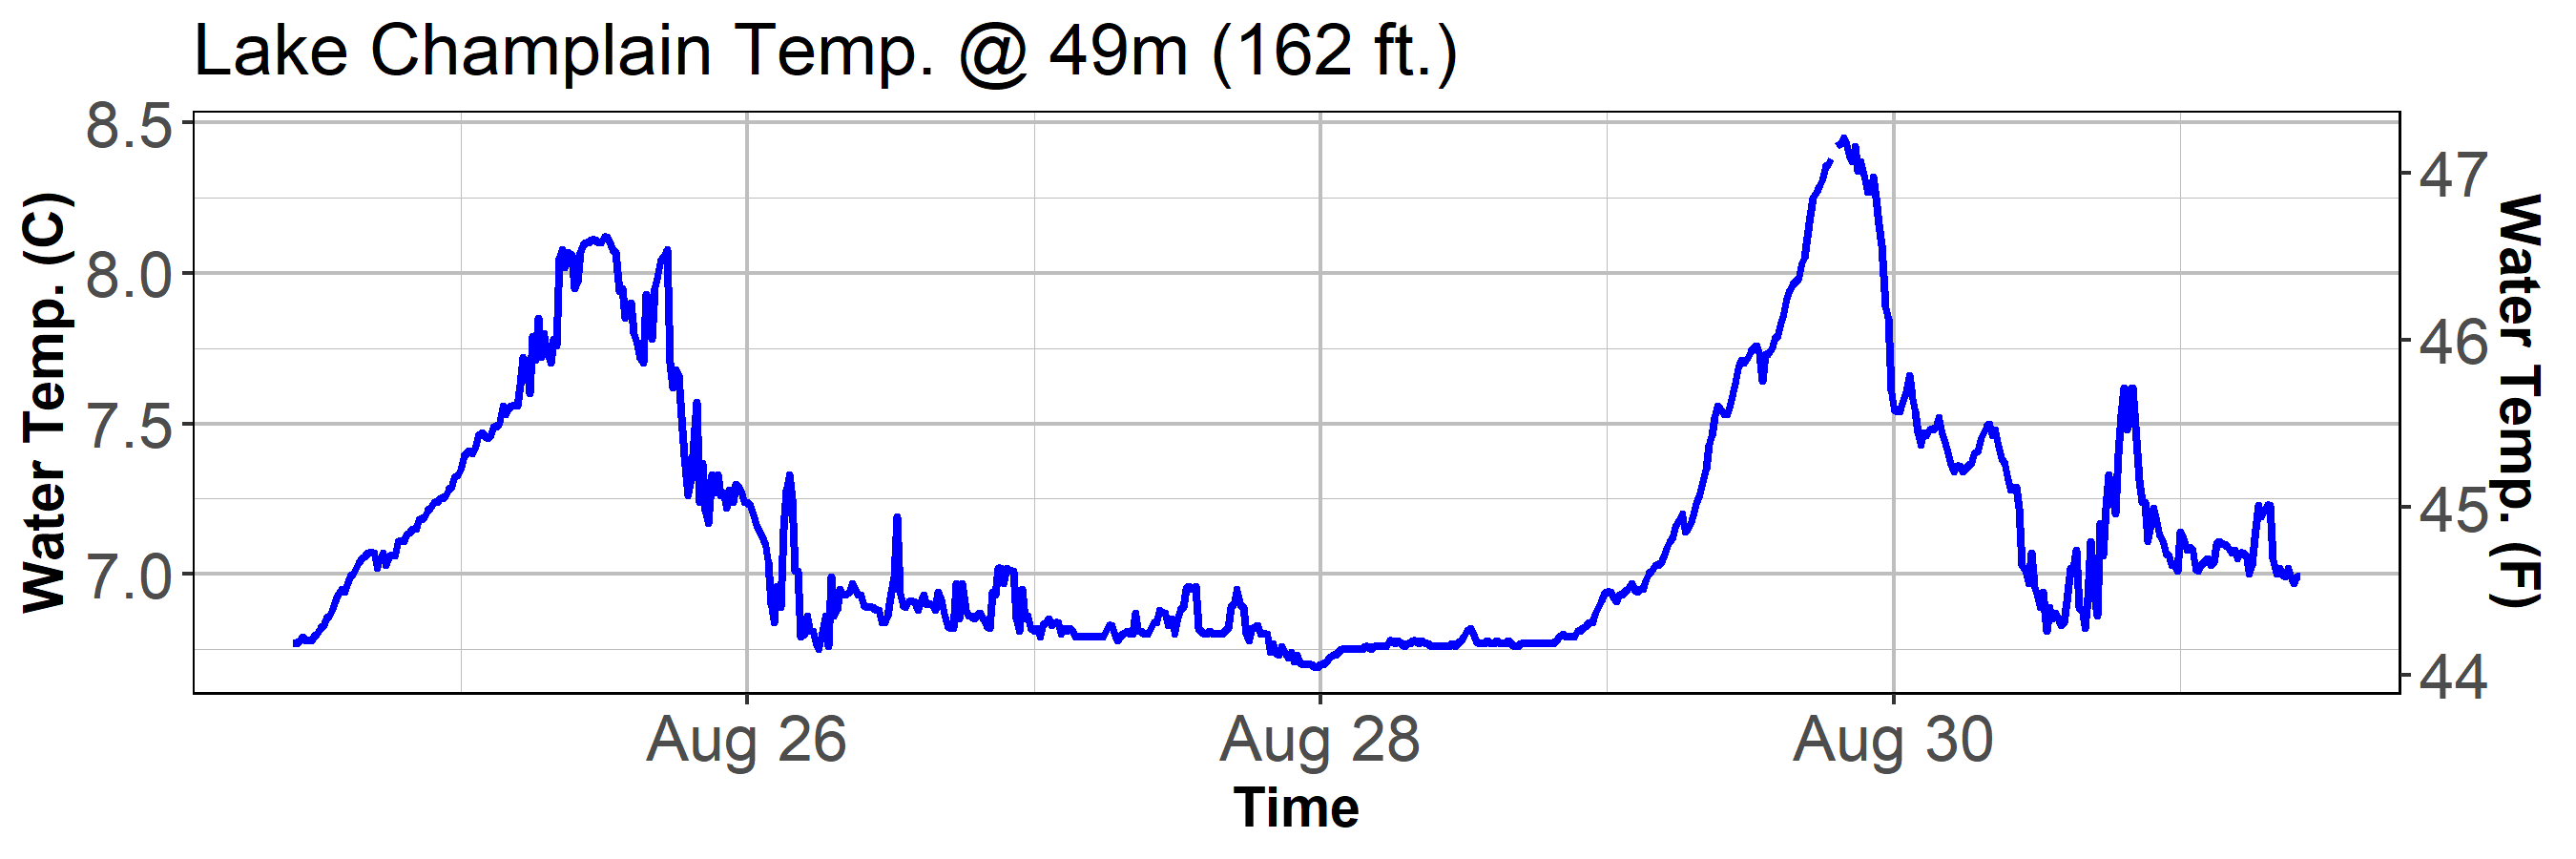 Lake Champlain Temp. @ 49m (162 ft.)
Water Temp. (C)
8.5
8.0
7.5
7.0
47
46
45
44
Water Temp. (F)
Aug 26
Aug 28
Aug 30
Time